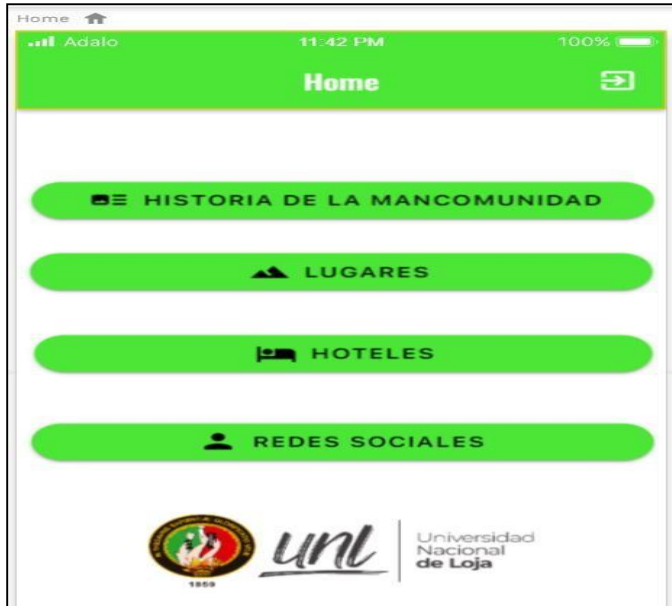 Home
Adalo 11:42 PM 100%
Home
HISTORIA DE LA MANCOMUNIDAD
LUGARES
HOTELES
REDES SOCIALES
1859
unl
Universidad
Nacional
de Loja